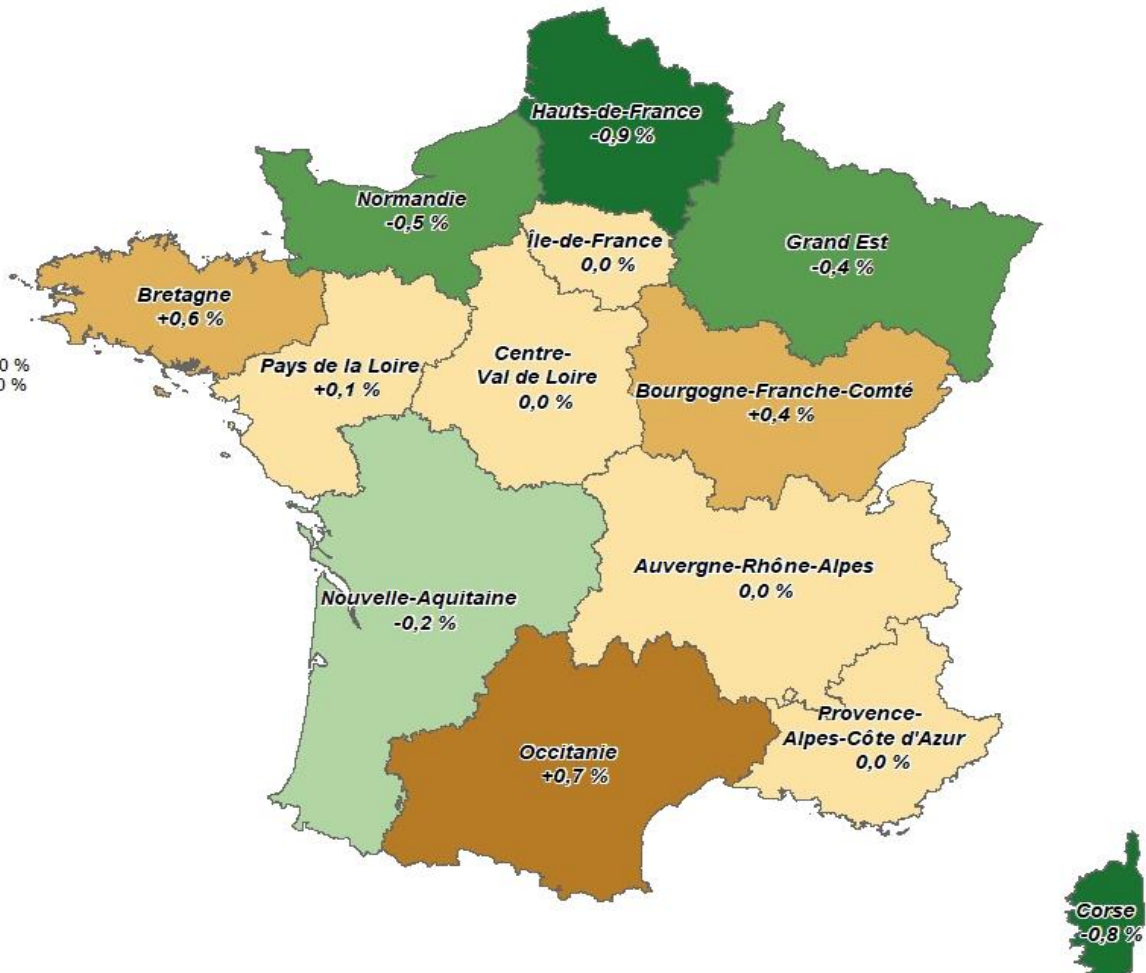 Hauts-de-France
-0,9 %
Normandie
-0,5 %
Île-de-France
0,0 %
Grand Est
-0,4 %
Bretagne
+0,6 %
0 %
0 %
Pays de la Loire
+0,1 %
Centre-
Val de Loire
0,0 %
Bourgogne-Franche-Comté
+0,4 %
Auvergne-Rhône-Alpes
0,0 %
Nouvelle-Aquitaine
-0,2 %
Provence-
Alpes-Côte d'Azur
0,0 %
Occitanie
+0,7 %
Corse
-0,8 %